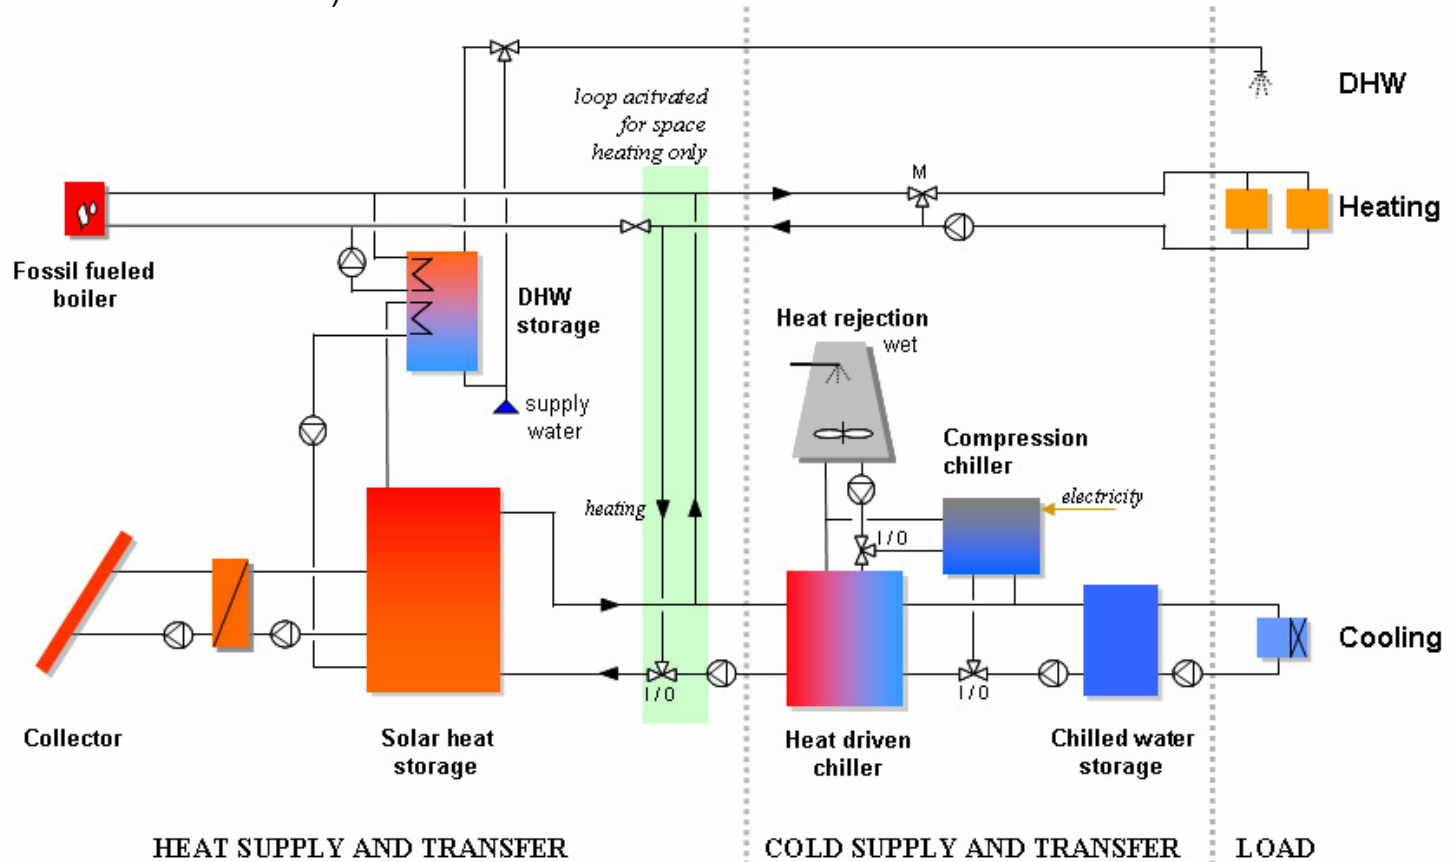 )
DHW
loop acitvated
for space
heating only
M
Heating
Fossil fueled
boiler
DHW
storage
Heat rejection
wet
supply
water
Compression
chiller
electricity
heating
I / 0
Cooling
I / 0
I / 0
Collector
Solar heat
storage
Heat driven
chiller
Chilled water
storage
HEAT SUPPLY AND TRANSFER
COLD SUPPLY AND TRANSFER
LOAD